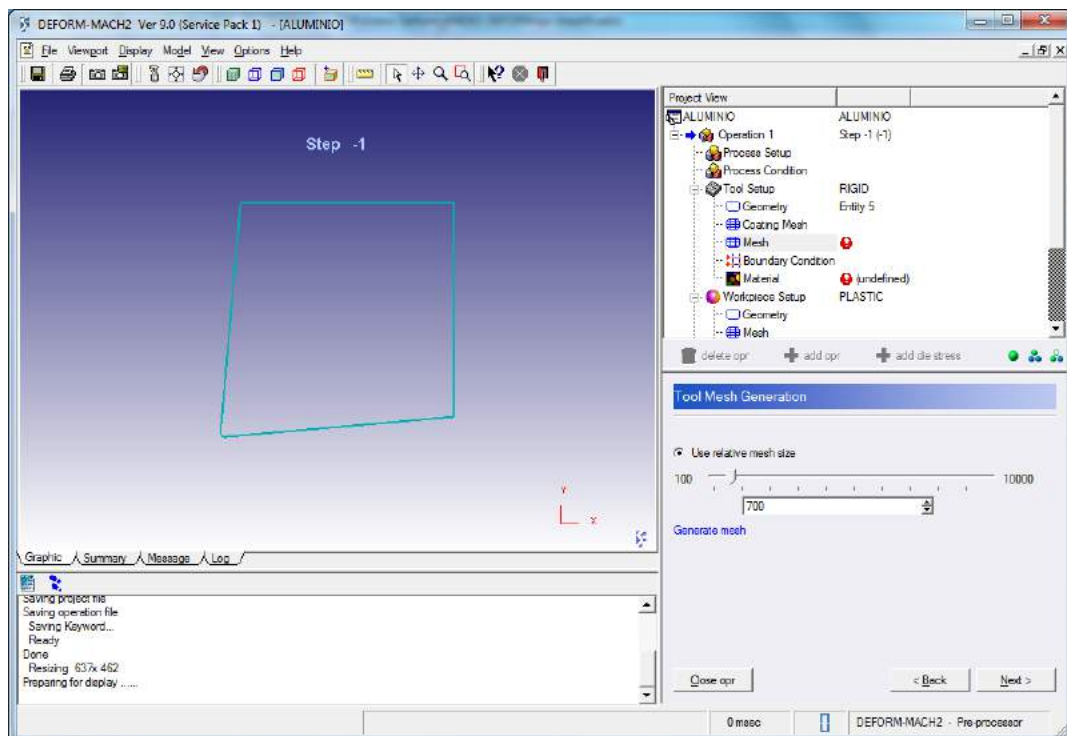 DEFORM-MACH2 Ver 9.0 (Service Pack 1) - [ALUMINIO]
File Viewport Display Model View Options Help
Step -1
Y
X
Graphic Summary Message Log
Saving project file
Saving operation file
Saving Keyword...
Ready
Done
Resizing 637x 462
Preparing for display ......
Project View
ALUMINIO ALUMINIO
Operation 1 Step -1 (-1)
Process Setup
Process Condition
Tool Setup RIGID
Geometry Entity 5
Coating Mesh
Mesh
Boundary Condition
Material (undefined)
Workpiece Setup PLASTIC
Geometry
Mesh
delete opr add opr add die stress
Tool Mesh Generation
Use relative mesh size
100 10000
700
Generate mesh
Close opr < Back Next >
0 msec DEFORM-MACH2 - Pre-processor